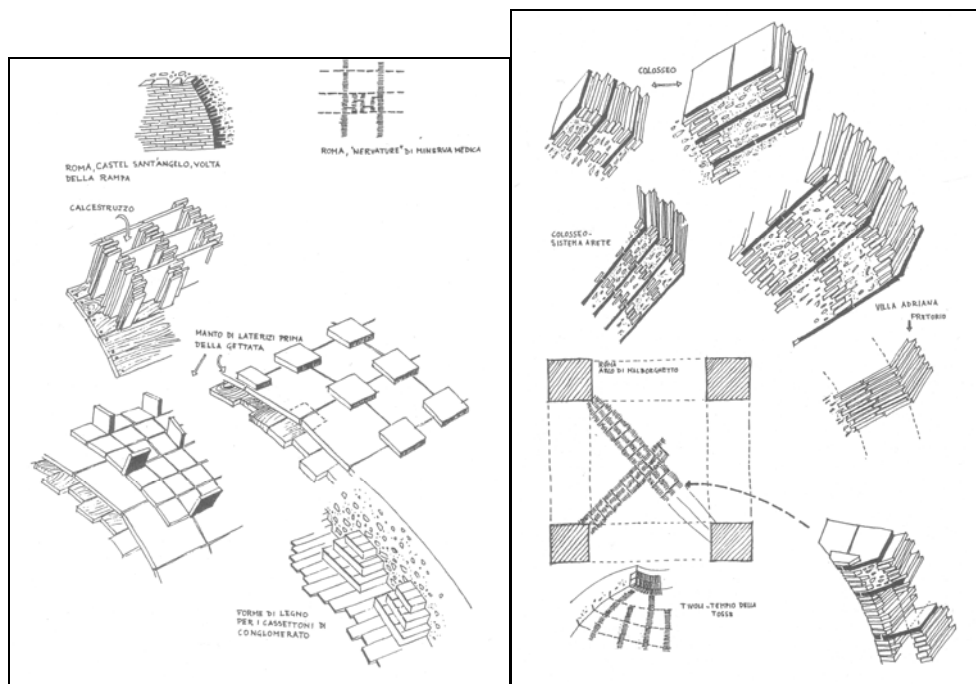 ROMA, CASTEL SANT'ANGELO, VOLTA
DELLA RAMPA
ROMA, "NERVATURE" DI MINERVA MEDICA
CALCESTRUZZO
MANTO DI LATERIZI PRIMA
DELLA GETTATA
FORME DI LEGNO
PER I CASSETTONI DI
CONGLOMERATO
COLOSSEO
COLOSSEO-
SISTEMA ARETE
VILLA ADRIANA
PRETORIO
ROMA
ARCO DI MALBORGHETTO
TIVOLI-TEMPIO DELLA
TOSSE